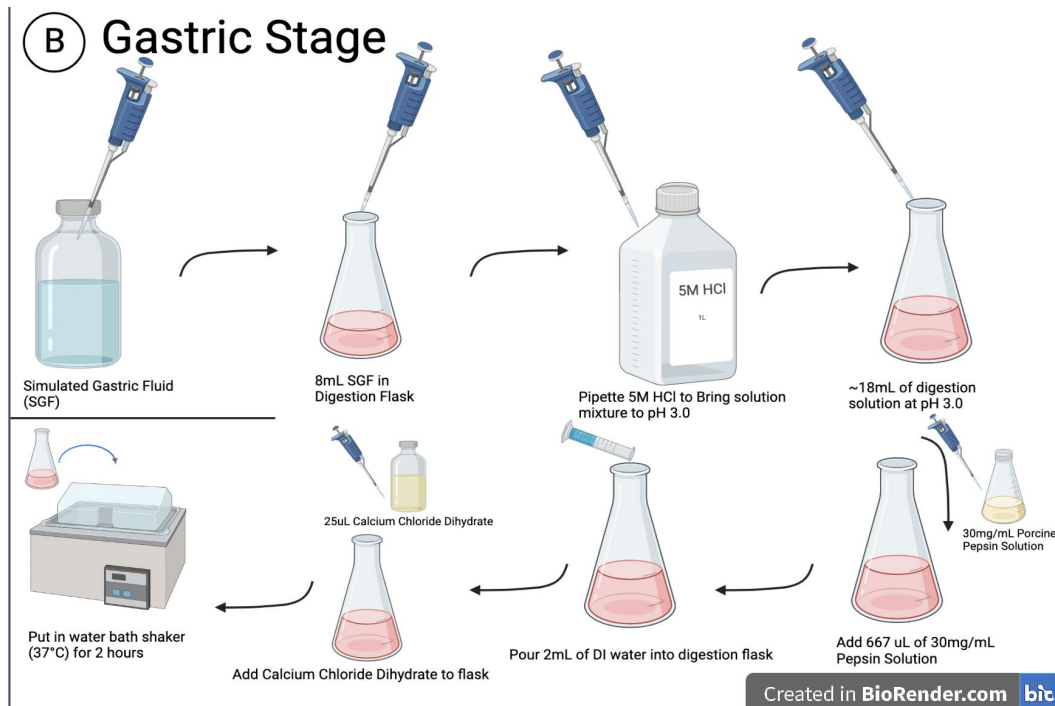 B Gastric Stage
Simulated Gastric Fluid
(SGF)
8mL SGF in
Digestion Flask
5M HCl
1L
Pipette 5M HCl to Bring solution
mixture to pH 3.0
~18mL of digestion
solution at pH 3.0
30mg/mL Porcine
Pepsin Solution
Add 667 uL of 30mg/mL
Pepsin Solution
Pour 2mL of DI water into digestion flask
25uL Calcium Chloride Dihydrate
Add Calcium Chloride Dihydrate to flask
Put in water bath shaker
(37°C) for 2 hours
Created in BioRender.com bio